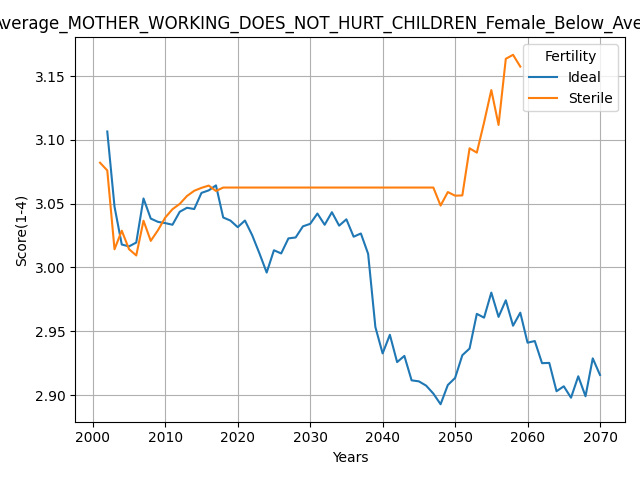 Average_MOTHER_WORKING_DOES_NOT_HURT_CHILDREN_Female_Below_Ave
Fertility
Ideal
Sterile
3.15
3.10
3.05
3.00
2.95
2.90
Score(1-4)
2000 2010 2020 2030 2040 2050 2060 2070
Years